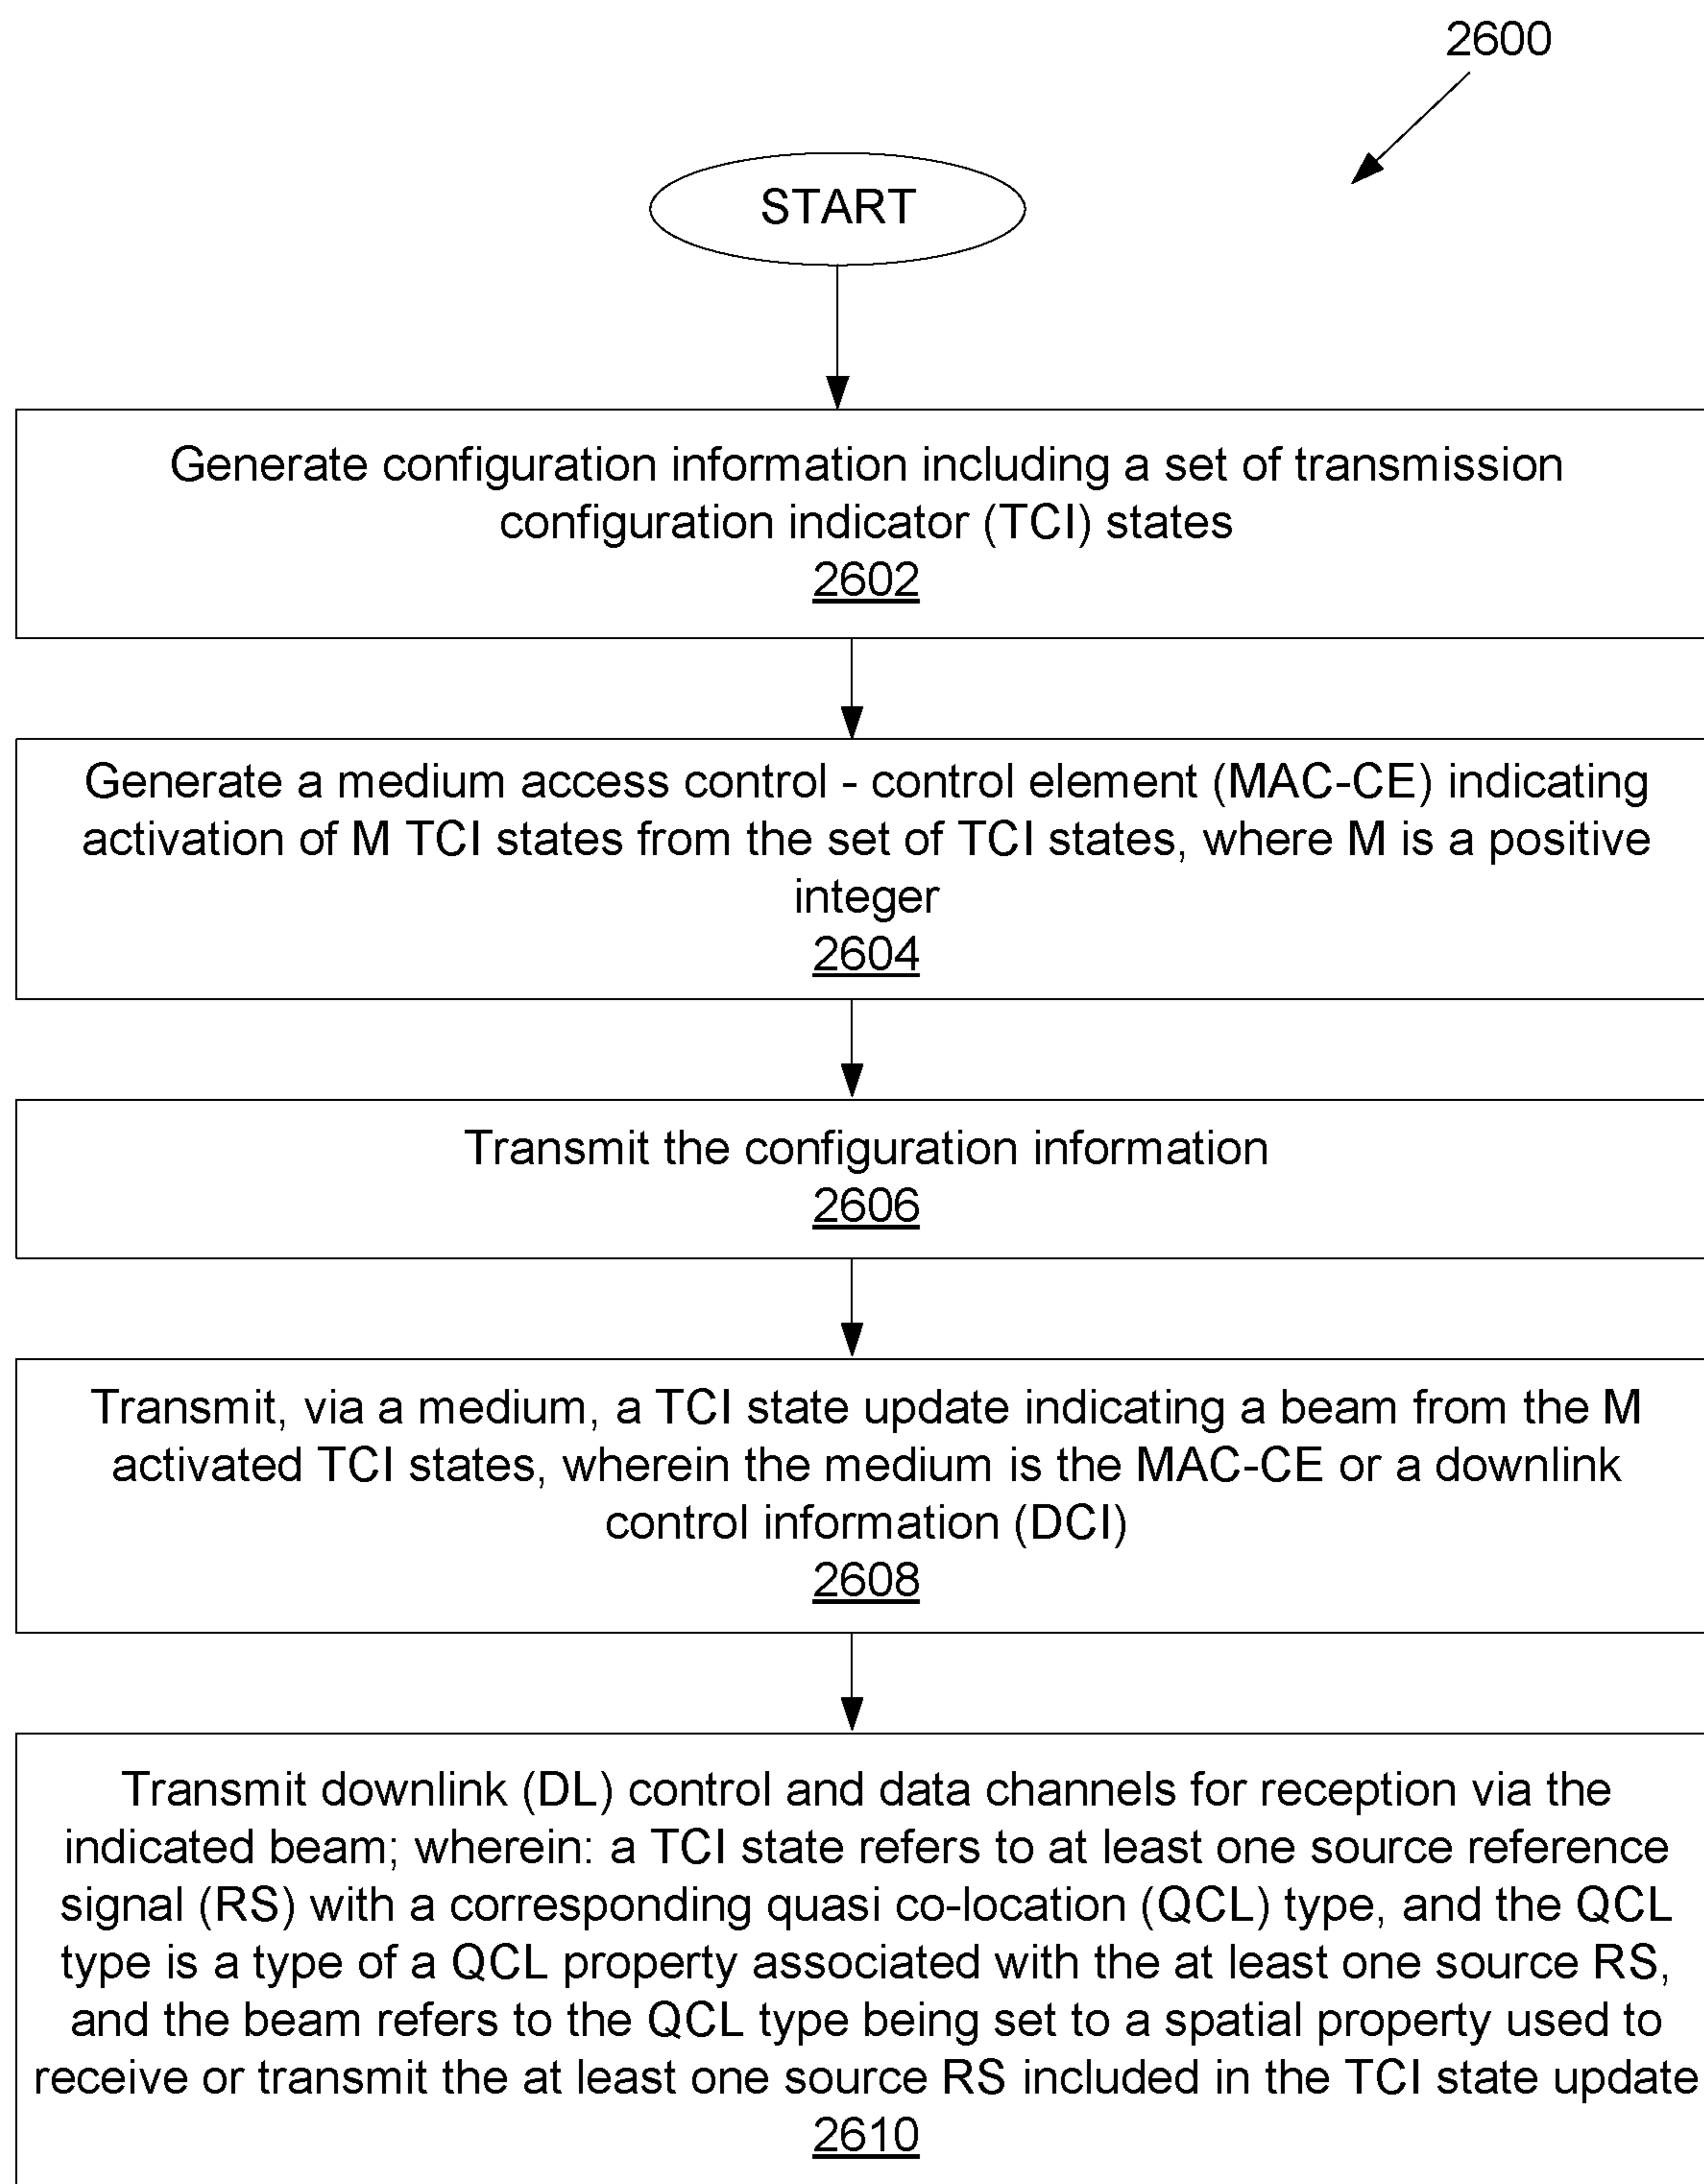 2600
START
Generate configuration information including a set of transmission
configuration indicator (TCI) states
2602
Generate a medium access control - control element (MAC-CE) indicating
activation of M TCI states from the set of TCI states, where M is a positive
integer
2604
Transmit the configuration information
2606
Transmit, via a medium, a TCI state update indicating a beam from the M
activated TCI states, wherein the medium is the MAC-CE or a downlink
control information (DCI)
2608
Transmit downlink (DL) control and data channels for reception via the
indicated beam; wherein: a TCI state refers to at least one source reference
signal (RS) with a corresponding quasi co-location (QCL) type, and the QCL
type is a type of a QCL property associated with the at least one source RS,
and the beam refers to the QCL type being set to a spatial property used to
receive or transmit the at least one source RS included in the TCI state update
2610